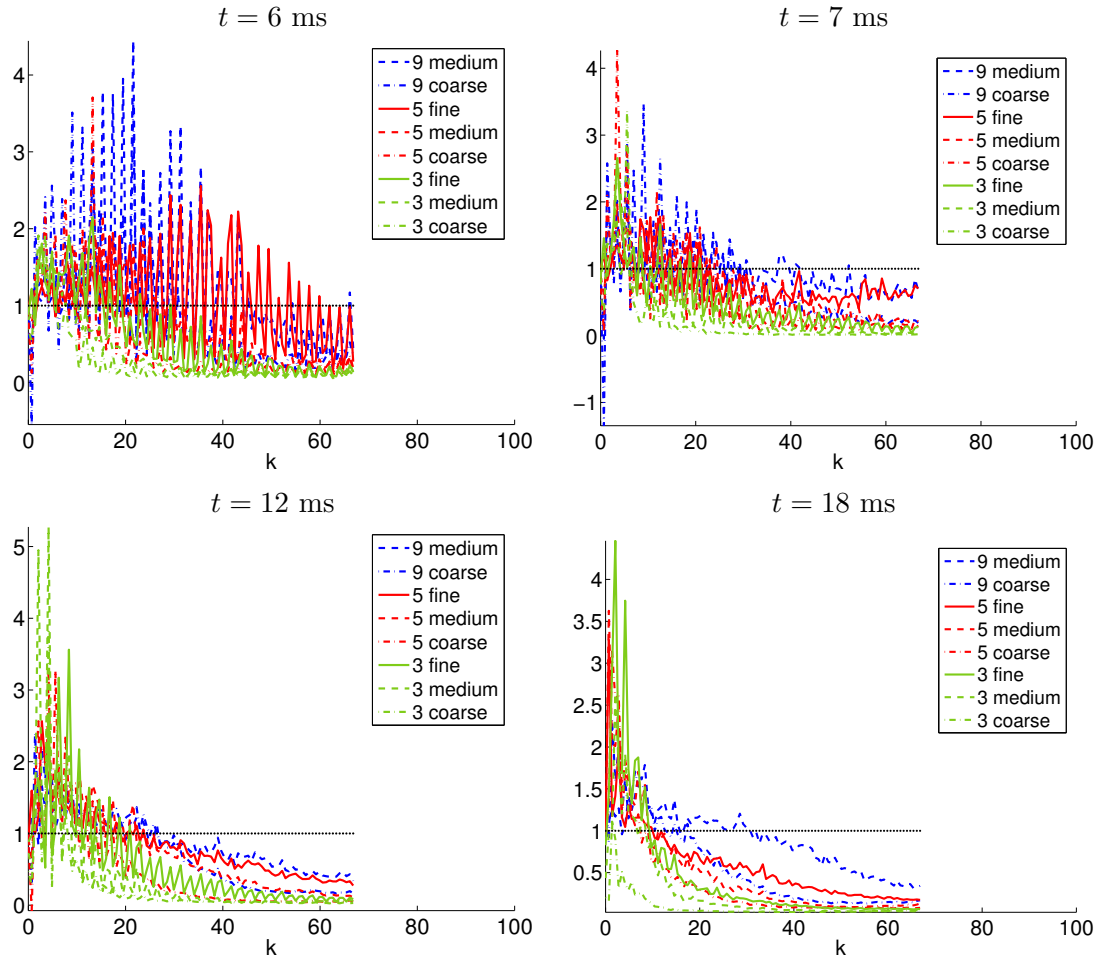 t = 6 ms
4
3
2
1
0
0 20 40 60 80 100
k
9 medium
9 coarse
5 fine
5 medium
5 coarse
3 fine
3 medium
3 coarse
t = 7 ms
4
3
2
1
0
−1
0 20 40 60 80 100
k
9 medium
9 coarse
5 fine
5 medium
5 coarse
3 fine
3 medium
3 coarse
t = 12 ms
5
4
3
2
1
0
0 20 40 60 80 100
k
9 medium
9 coarse
5 fine
5 medium
5 coarse
3 fine
3 medium
3 coarse
t = 18 ms
4
3.5
3
2.5
2
1.5
1
0.5
0 20 40 60 80 100
k
9 medium
9 coarse
5 fine
5 medium
5 coarse
3 fine
3 medium
3 coarse